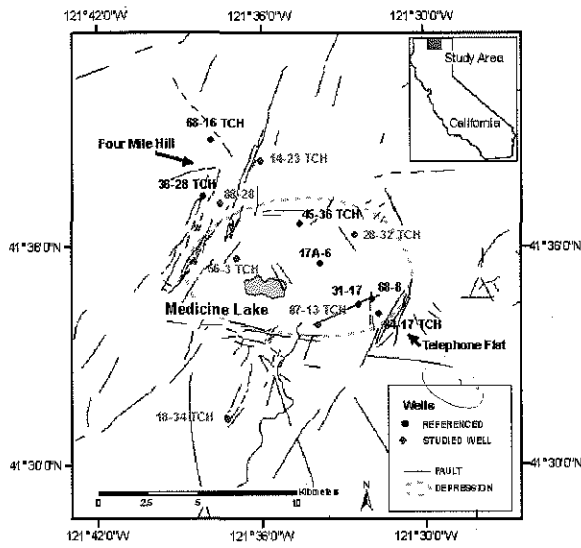 121°42'0"W 121°36'0"W 121°30'0"W
Study Area
California
68-16 TCH
Four Mile Hill
14-23 TCH
38-28 TCH
88-28
45-36 TCH
28-32 TCH
41°36'0"N 41°36'0"N
17A-6
66-3 TCH
31-17 68-8
Medicine Lake
87-13 TCH
84-17 TCH
Telephone Flat
18-34 TCH
Wells
REFERENCED
STUDIED WELL
FAULT
DEPRESSION
41°30'0"N 41°30'0"N
Kilometers
0 2.5 5 10
N
121°42'0"W 121°36'0"W 121°30'0"W